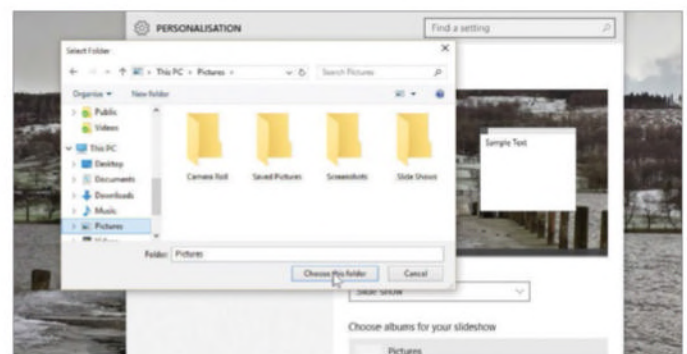 PERSONALISATION
Find a setting
Select Folder
This PC › Pictures ›
Search Pictures
Organise
New folder
Public
Videos
This PC
Desktop
Documents
Downloads
Music
Pictures
Camera Roll
Saved Pictures
Screenshots
Slide Shows
Sample Text
Folder: Pictures
Choose this folder
Cancel
Slide Show
Choose albums for your slideshow
Pictures